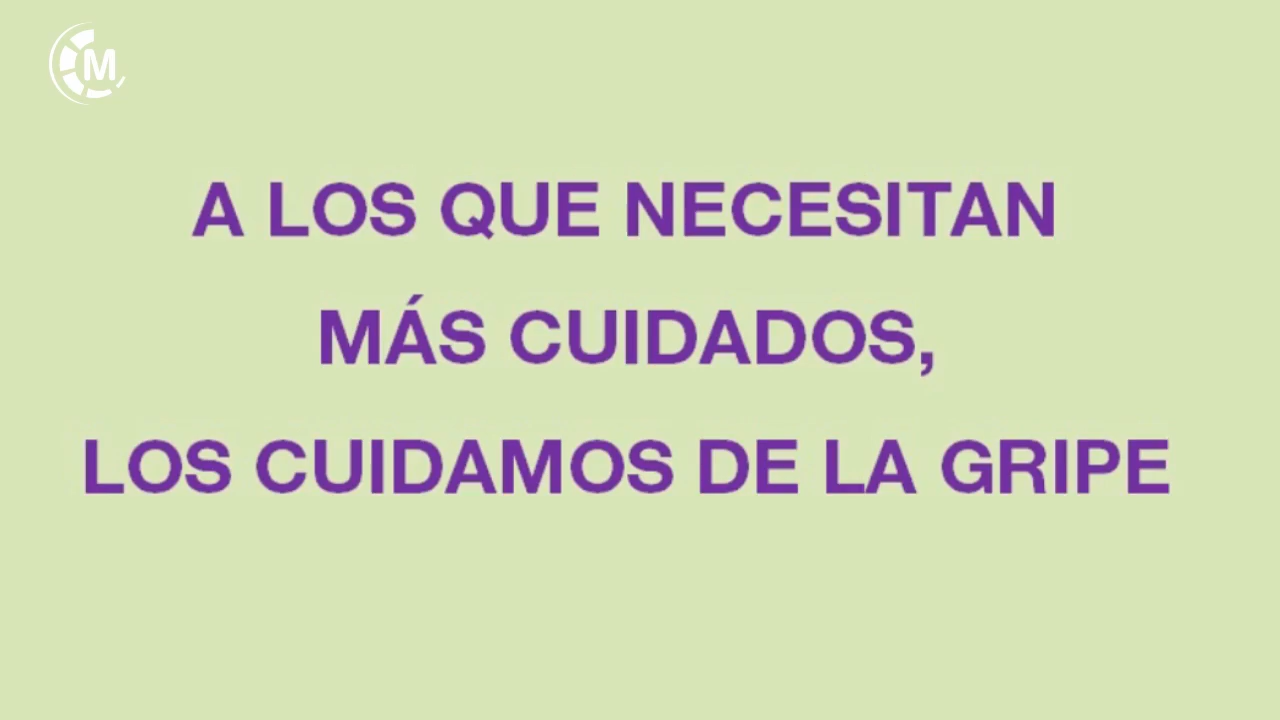 M
A LOS QUE NECESITAN
MÁS CUIDADOS,
LOS CUIDAMOS DE LA GRIPE